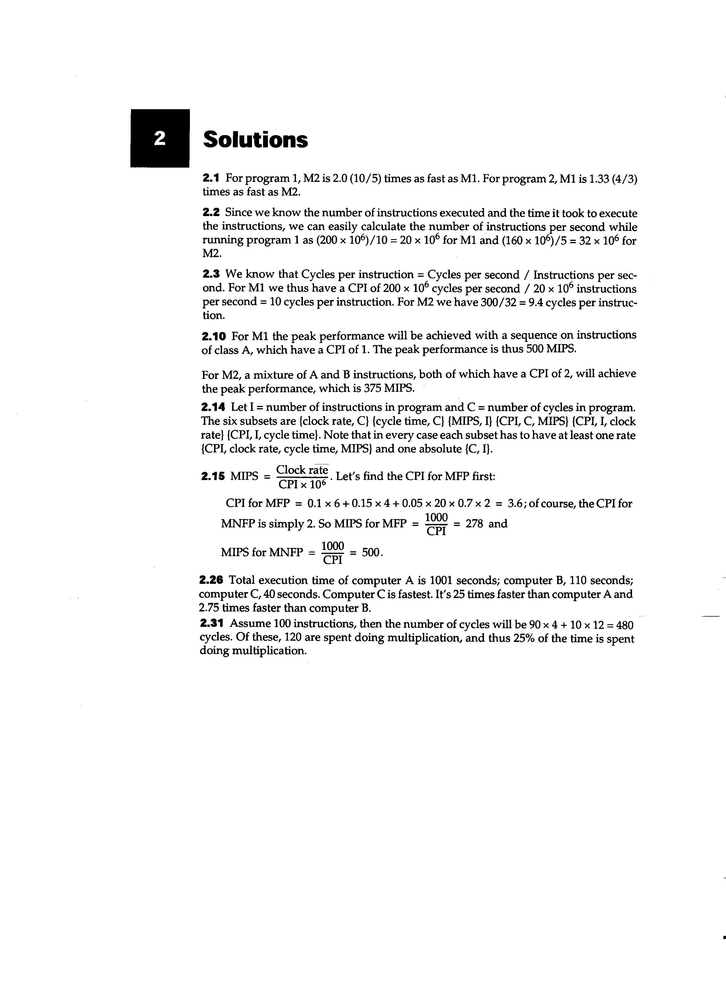 2
Solutions
2.1 For program 1, M2 is 2.0 (10/5) times as fast as M1. For program 2, M1 is 1.33 (4/3)
times as fast as M2.
2.2 Since we know the number of instructions executed and the time it took to execute
the instructions, we can easily calculate the number of instructions per second while
running program 1 as (200 × 10⁶)/10 = 20 × 10⁶ for M1 and (160 × 10⁶)/5 = 32 × 10⁶ for
M2.
2.3 We know that Cycles per instruction = Cycles per second / Instructions per sec-
ond. For M1 we thus have a CPI of 200 × 10⁶ cycles per second / 20 × 10⁶ instructions
per second = 10 cycles per instruction. For M2 we have 300/32 = 9.4 cycles per instruc-
tion.
2.10 For M1 the peak performance will be achieved with a sequence on instructions
of class A, which have a CPI of 1. The peak performance is thus 500 MIPS.
For M2, a mixture of A and B instructions, both of which have a CPI of 2, will achieve
the peak performance, which is 375 MIPS.
2.14 Let I = number of instructions in program and C = number of cycles in program.
The six subsets are {clock rate, C} {cycle time, C} {MIPS, I} {CPI, C, MIPS} {CPI, I, clock
rate} {CPI, I, cycle time}. Note that in every case each subset has to have at least one rate
{CPI, clock rate, cycle time, MIPS} and one absolute {C, I}.
2.15 MIPS = Clock rate / CPI × 10⁶. Let's find the CPI for MFP first:
CPI for MFP = 0.1 × 6 + 0.15 × 4 + 0.05 × 20 × 0.7 × 2 = 3.6; of course, the CPI for
MNFP is simply 2. So MIPS for MFP = 1000 / CPI = 278 and
MIPS for MNFP = 1000 / CPI = 500.
2.26 Total execution time of computer A is 1001 seconds; computer B, 110 seconds;
computer C, 40 seconds. Computer C is fastest. It's 25 times faster than computer A and
2.75 times faster than computer B.
2.31 Assume 100 instructions, then the number of cycles will be 90 × 4 + 10 × 12 = 480
cycles. Of these, 120 are spent doing multiplication, and thus 25% of the time is spent
doing multiplication.